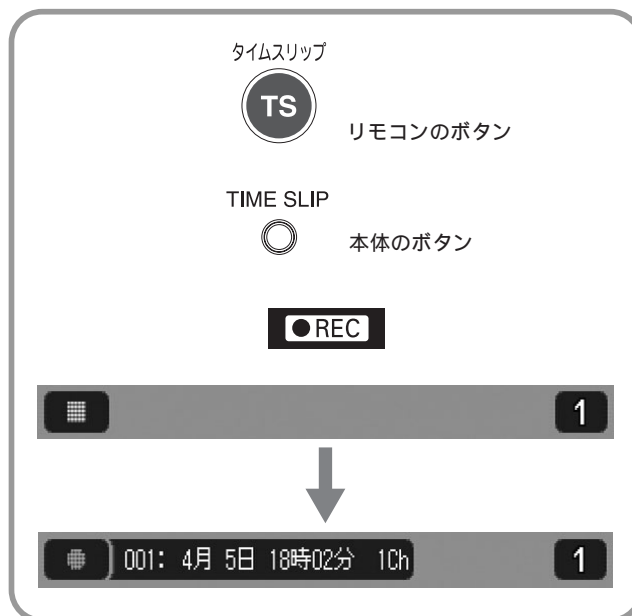 タイムスリップ
TS
リモコンのボタン
TIME SLIP
本体のボタン
●REC
1
001: 4月 5日 18時02分 1Ch
1